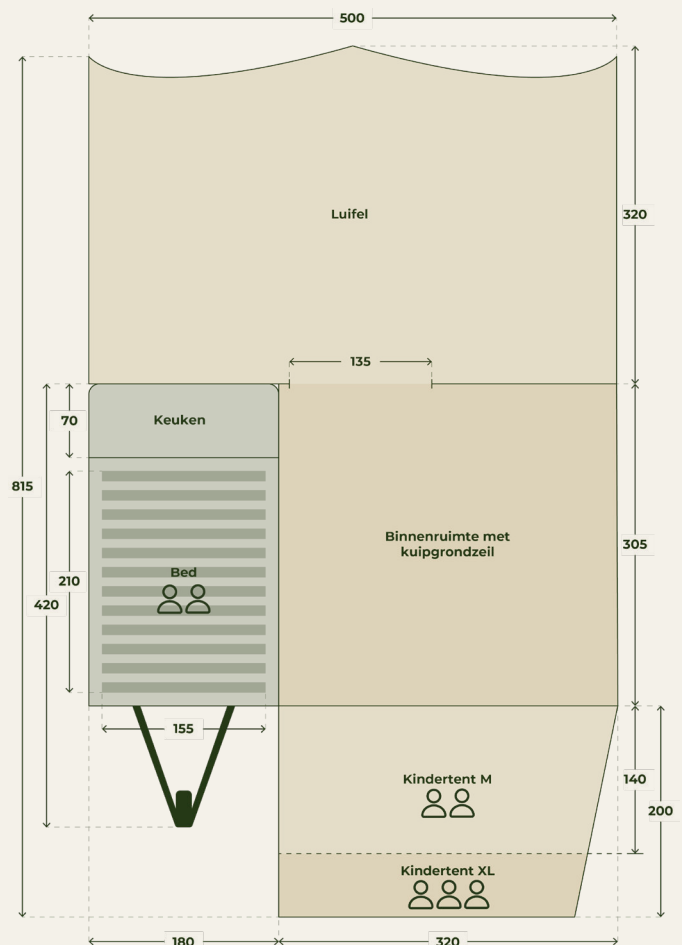 500
Luifel
320
135
Keuken
70
815
Binnenruimte met
kuipgrondzeil
305
Bed
210
420
155
Kindertent M
140
200
Kindertent XL
180
320